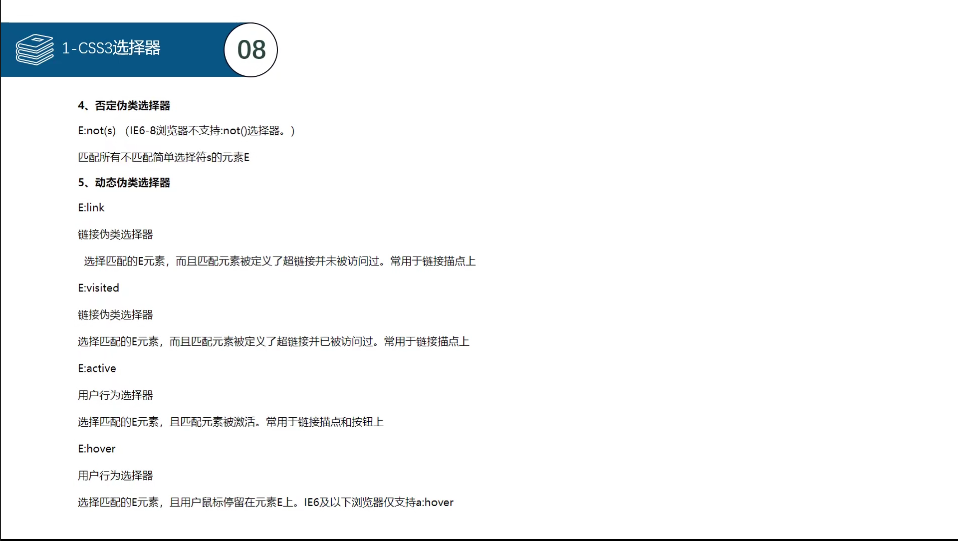 1-CSS3选择器
08
4、否定伪类选择器
E:not(s) （IE6-8浏览器不支持:not()选择器。）
匹配所有不匹配简单选择符s的元素E
5、动态伪类选择器
E:link
链接伪类选择器
选择匹配的E元素，而且匹配元素被定义了超链接并未被访问过。常用于链接描点上
E:visited
链接伪类选择器
选择匹配的E元素，而且匹配元素被定义了超链接并已被访问过。常用于链接描点上
E:active
用户行为选择器
选择匹配的E元素，且匹配元素被激活。常用于链接描点和按钮上
E:hover
用户行为选择器
选择匹配的E元素，且用户鼠标停留在元素E上。IE6及以下浏览器仅支持a:hover